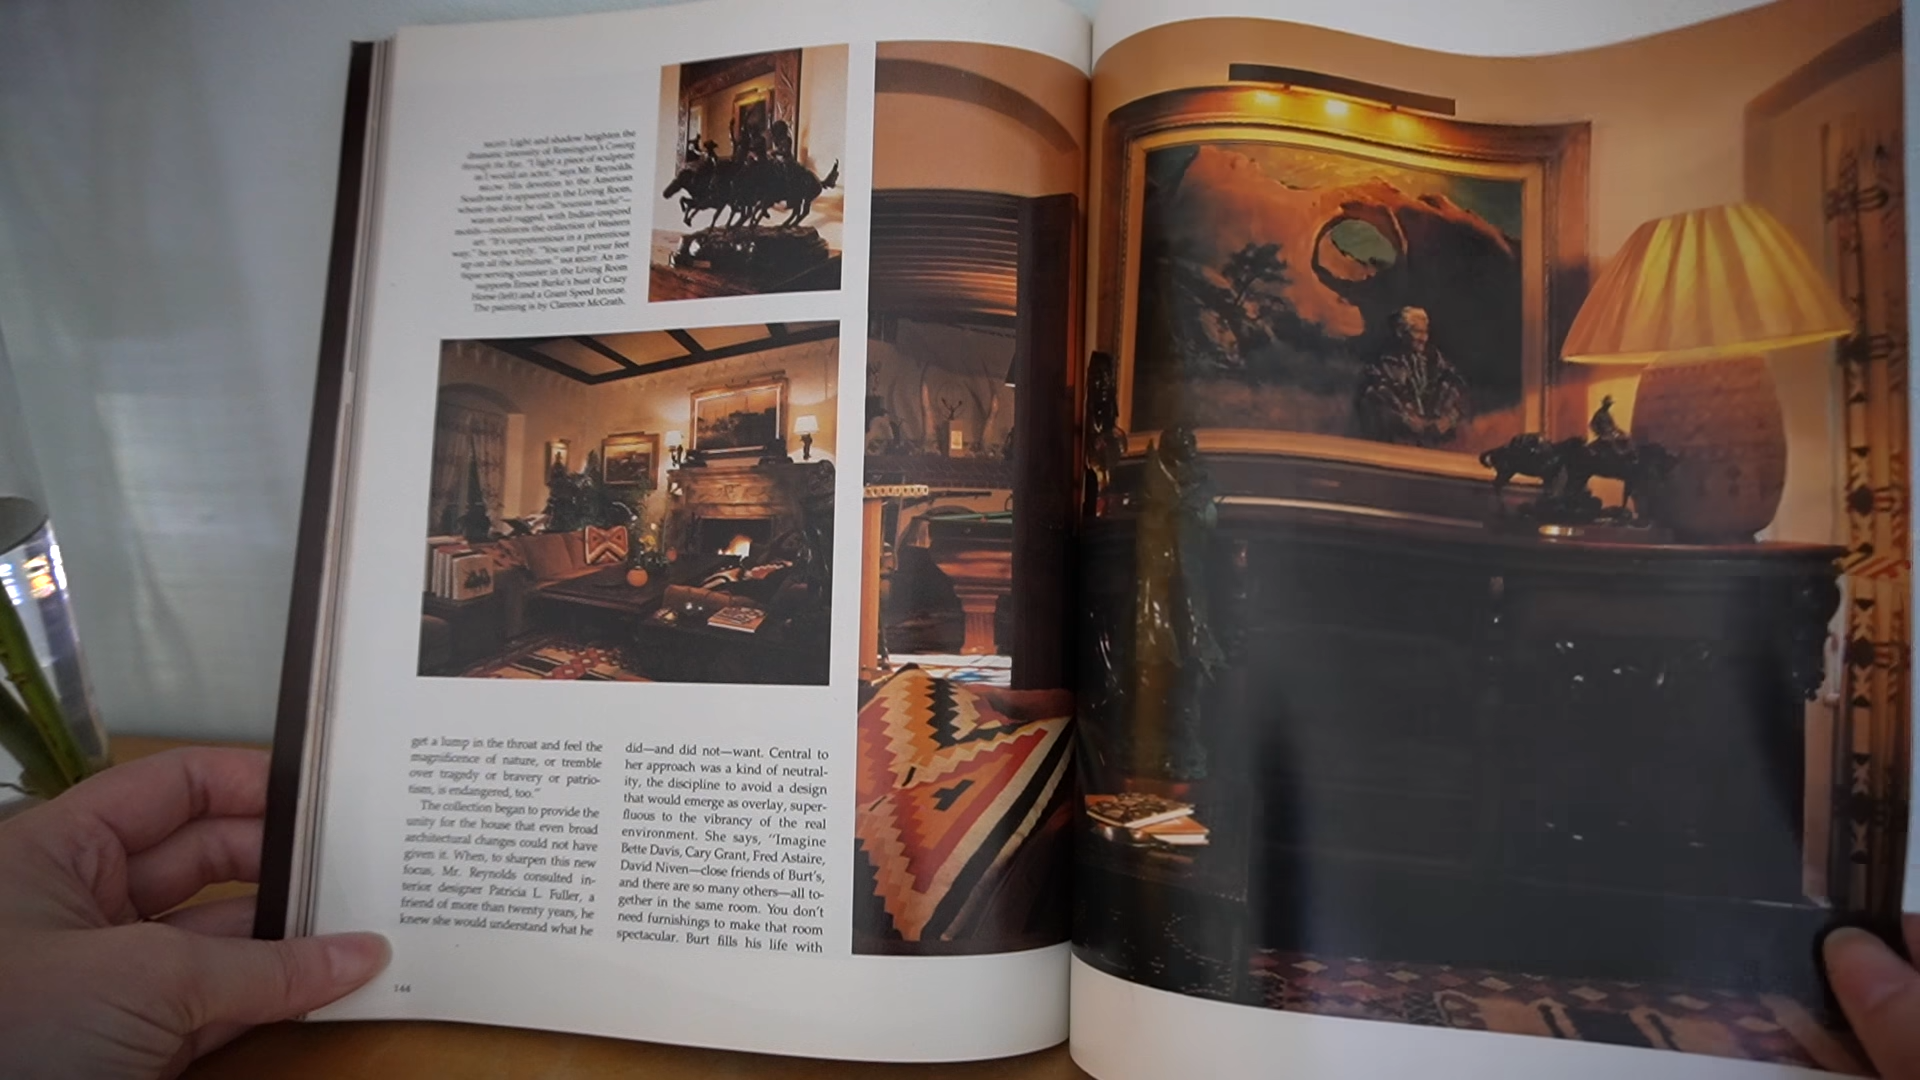 RIGHT: Light and shadow heighten the
dramatic intensity of Remington's Coming
through the Rye. "I light a piece of sculpture
as I would an actor," says Mr. Reynolds.
BELOW: His devotion to the American
Southwest is apparent in the Living Room,
where the décor he calls "nouveau macho"—
warm and rugged, with Indian-inspired
motifs—reinforces the collection of Western
art. "It's unpretentious in a pretentious
way," he says wryly. "You can put your feet
up on all the furniture." FAR RIGHT: An an-
tique serving counter in the Living Room
supports Ernest Burke's bust of Crazy
Horse (left) and a Grant Speed bronze.
The painting is by Clarence McGrath.
get a lump in the throat and feel the
magnificence of nature, or tremble
over tragedy or bravery or patrio-
tism, is endangered, too."
The collection began to provide the
unity for the house that even broad
architectural changes could not have
given it. When, to sharpen this new
focus, Mr. Reynolds consulted in-
terior designer Patricia L. Fuller, a
friend of more than twenty years, he
knew she would understand what he
did—and did not—want. Central to
her approach was a kind of neutral-
ity, the discipline to avoid a design
that would emerge as overlay, super-
fluous to the vibrancy of the real
environment. She says, "Imagine
Bette Davis, Cary Grant, Fred Astaire,
David Niven—close friends of Burt's,
and there are so many others—all to-
gether in the same room. You don't
need furnishings to make that room
spectacular. Burt fills his life with
144